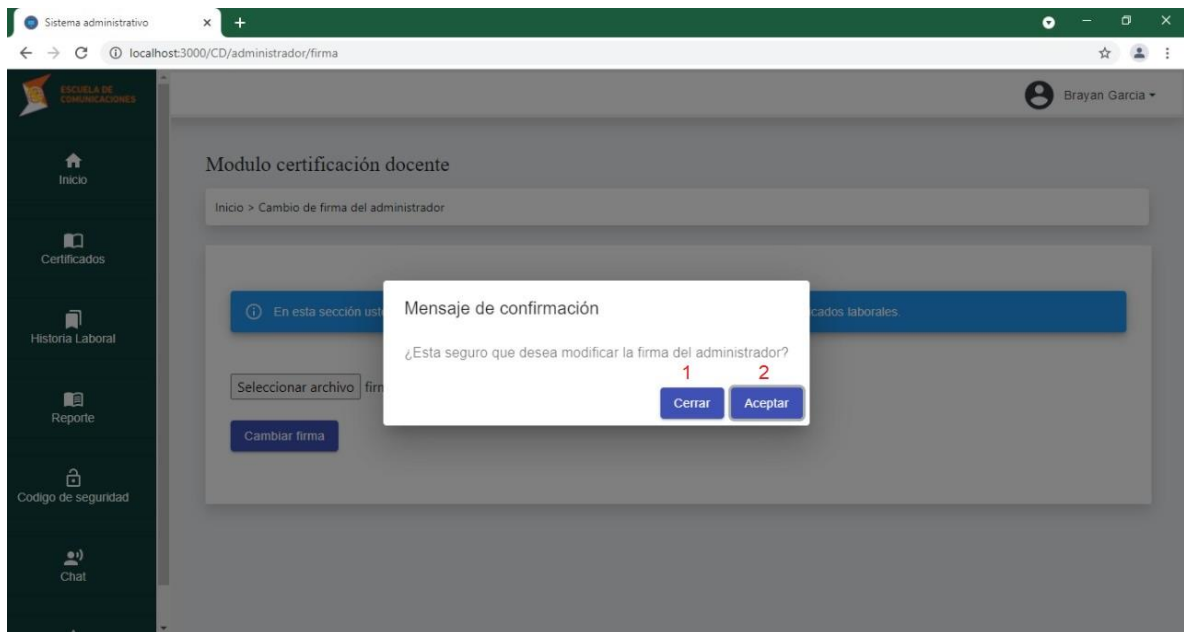 Sistema administrativo
localhost:3000/CD/administrador/firma
ESCUELA DE
COMUNICACIONES
Brayan Garcia
Inicio
Modulo certificación docente
Inicio > Cambio de firma del administrador
Certificados
Mensaje de confirmación
En esta sección
cados laborales
Historia Laboral
¿Esta seguro que desea modificar la firma del administrador?
1 2
Seleccionar archivo
Cerrar Aceptar
Reporte
Cambiar firma
Codigo de seguridad
Chat